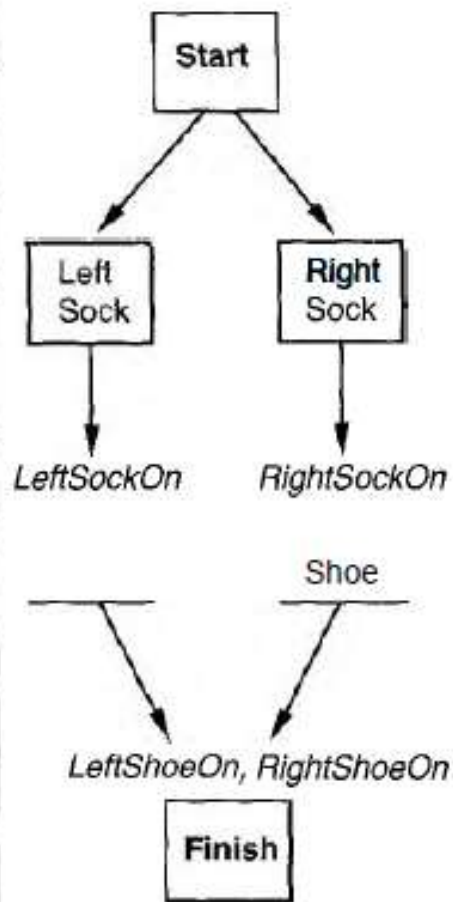 Start
Left
Sock
Right
Sock
LeftSockOn
RightSockOn
Shoe
LeftShoeOn, RightShoeOn
Finish